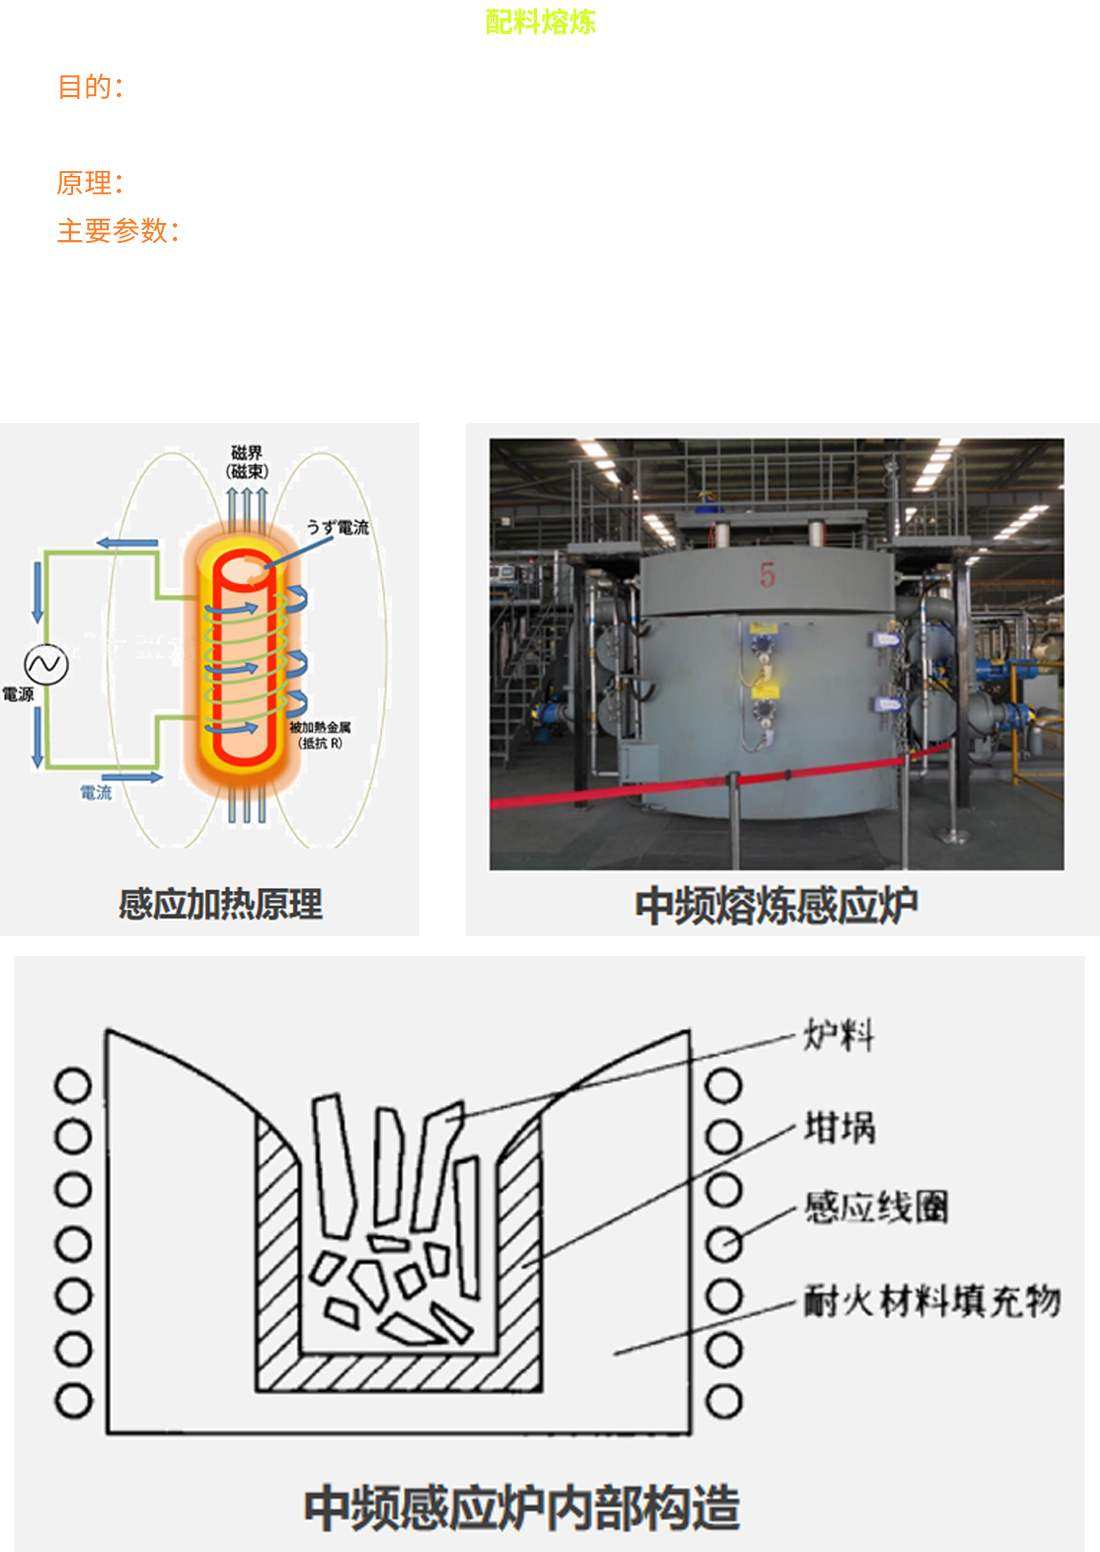 配料熔炼
目的：
原理：
主要参数：
磁界
（磁束）
うず電流
電源
被加熱金属
（抵抗 R）
電流
感应加热原理
5
中频熔炼感应炉
炉料
坩埚
感应线圈
耐火材料填充物
中频感应炉内部构造